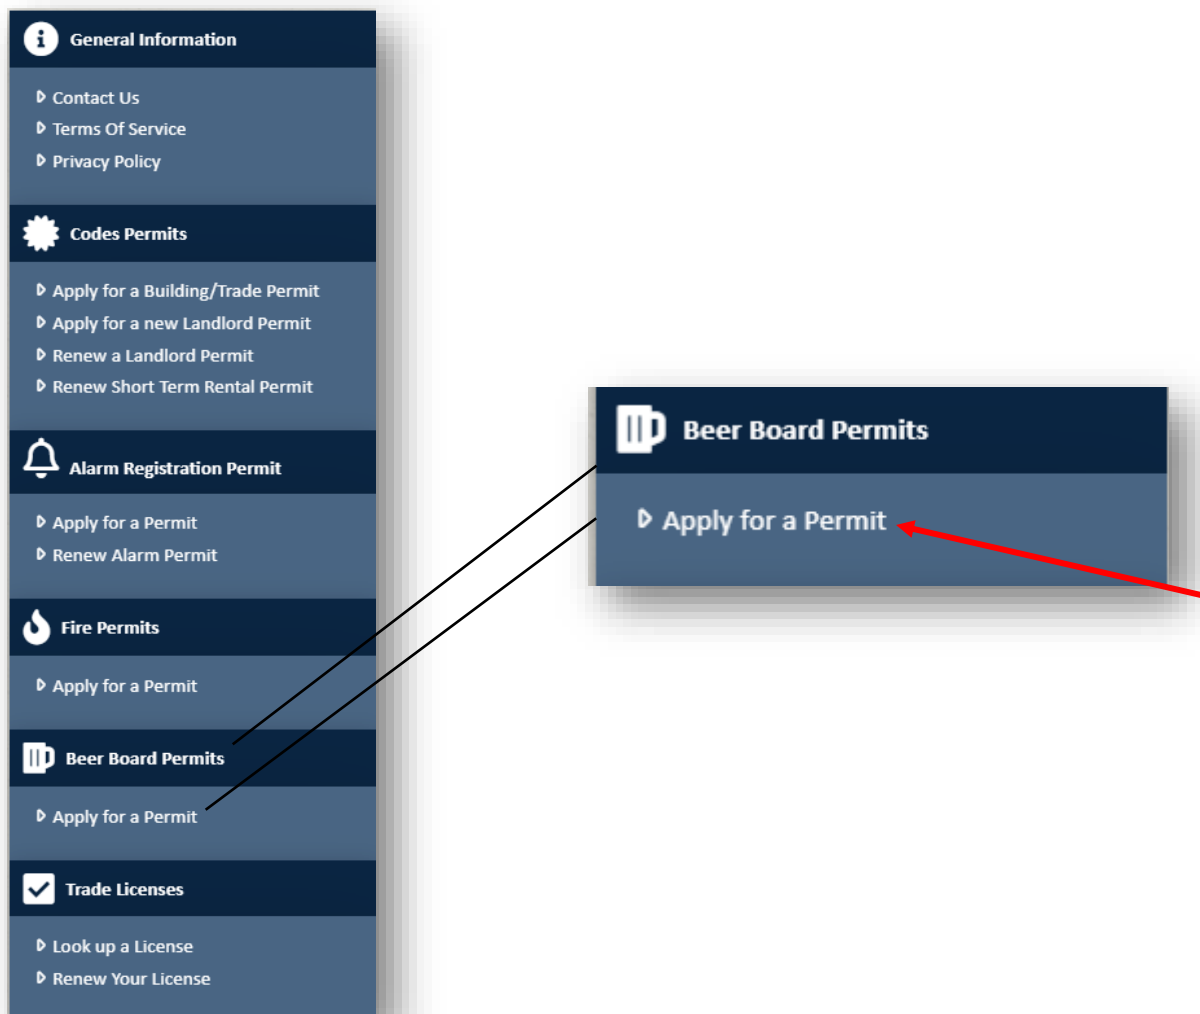 General Information
Contact Us
Terms Of Service
Privacy Policy
Codes Permits
Apply for a Building/Trade Permit
Apply for a new Landlord Permit
Renew a Landlord Permit
Renew Short Term Rental Permit
Alarm Registration Permit
Apply for a Permit
Renew Alarm Permit
Fire Permits
Apply for a Permit
Beer Board Permits
Apply for a Permit
Trade Licenses
Look up a License
Renew Your License
Beer Board Permits
Apply for a Permit